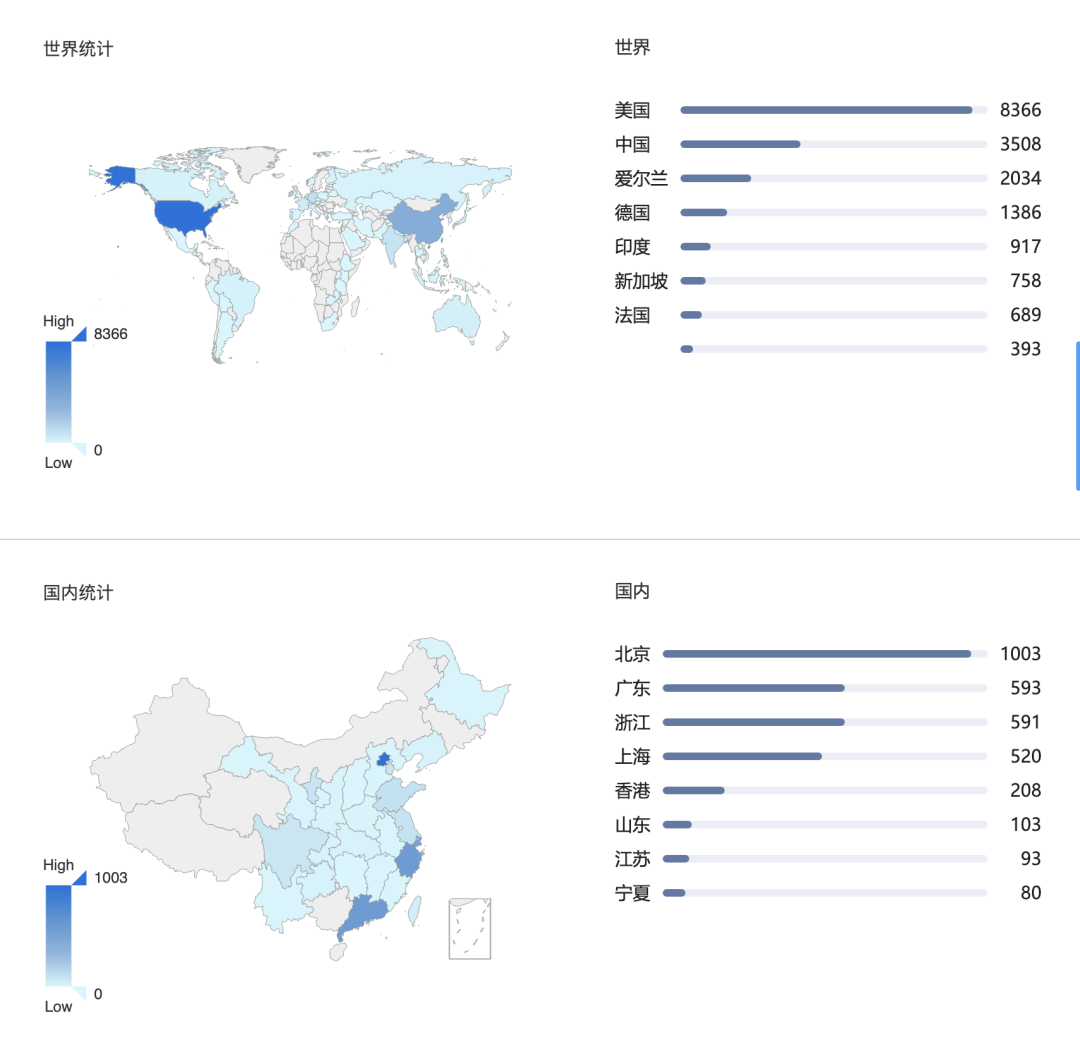 世界统计
High
8366
0
Low
世界
美国 8366
中国 3508
爱尔兰 2034
德国 1386
印度 917
新加坡 758
法国 689
393
国内统计
High
1003
0
Low
国内
北京 1003
广东 593
浙江 591
上海 520
香港 208
山东 103
江苏 93
宁夏 80